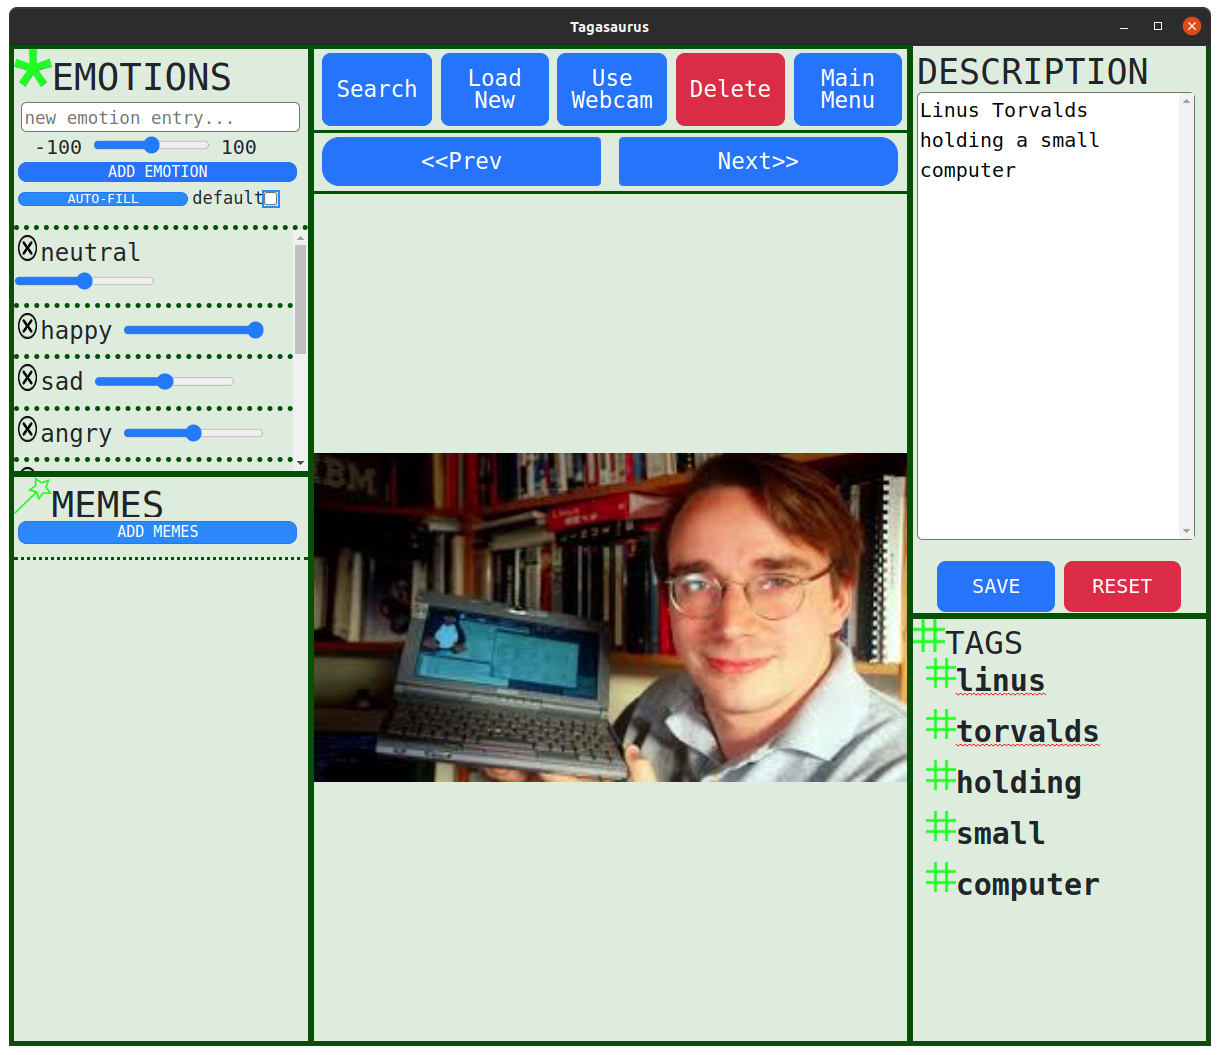 Tagasaurus
EMOTIONS
new emotion entry...
-100 100
ADD EMOTION
AUTO-FILL default
neutral
happy
sad
angry
MEMES
ADD MEMES
Search
Load
New
Use
Webcam
Delete
Main
Menu
<<Prev
Next>>
IBM
Linux
DESCRIPTION
Linus Torvalds
holding a small
computer
SAVE
RESET
TAGS
linus
torvalds
holding
small
computer